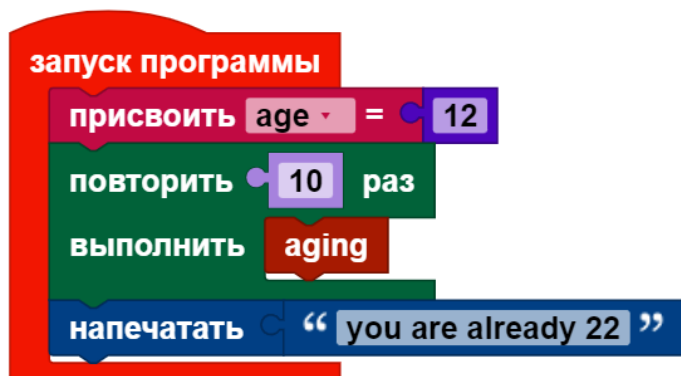 запуск программы
присвоить age = 12
повторить 10 раз
выполнить aging
напечатать “ you are already 22 ”